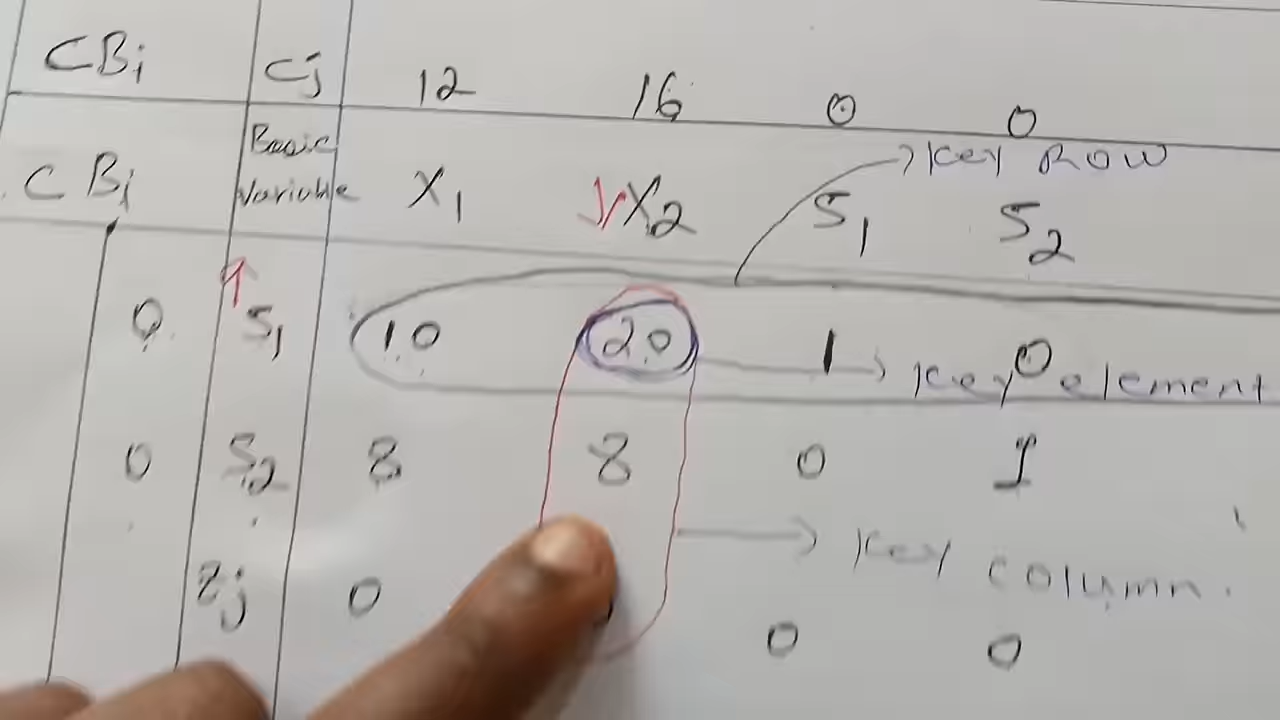 CBi Cj 12 16 0 0
Basic
Key Row
CBi Variable X1 X2 S1 S2
0 S1 10 20 1 0
Key element
0 S2 8 8 0 1
Key column.
Zj 0 0 0